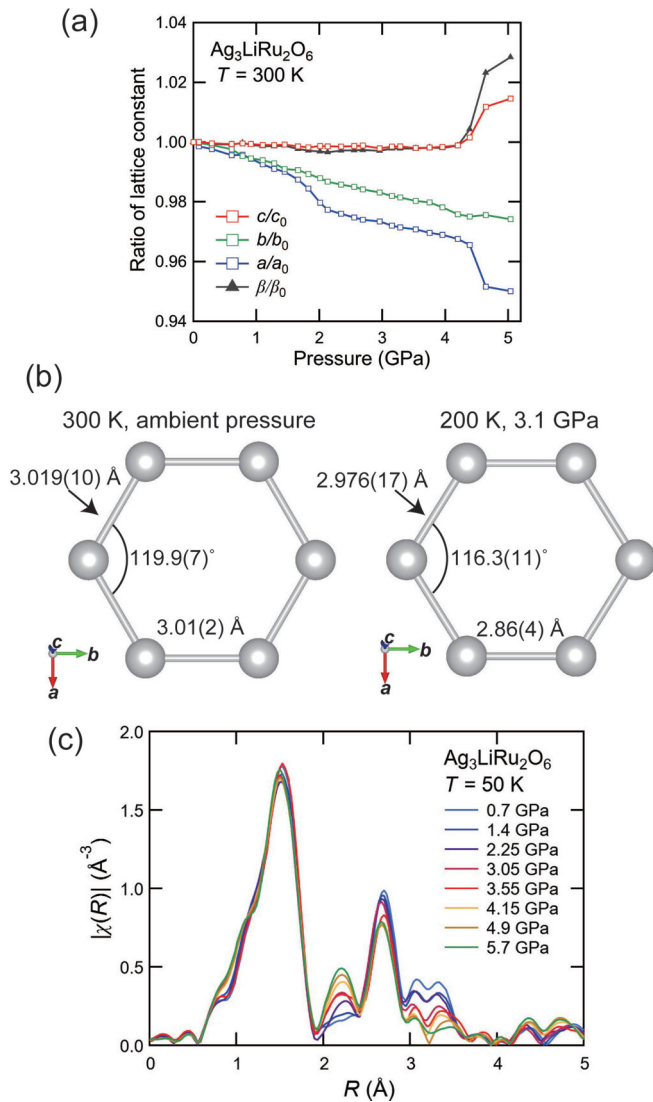 (a)
Ag₃LiRu₂O₆
T = 300 K
1.04
1.02
1.00
0.98
0.96
0.94
Ratio of lattice constant
c/c₀
b/b₀
a/a₀
β/β₀
0 1 2 3 4 5
Pressure (GPa)
(b)
300 K, ambient pressure
3.019(10) Å
119.9(7)°
3.01(2) Å
c
b
a
200 K, 3.1 GPa
2.976(17) Å
116.3(11)°
2.86(4) Å
c
b
a
(c)
Ag₃LiRu₂O₆
T = 50 K
0.7 GPa
1.4 GPa
2.25 GPa
3.05 GPa
3.55 GPa
4.15 GPa
4.9 GPa
5.7 GPa
2.0
1.5
1.0
0.5
0.0
|χ(R)| (Å⁻³)
0 1 2 3 4 5
R (Å)